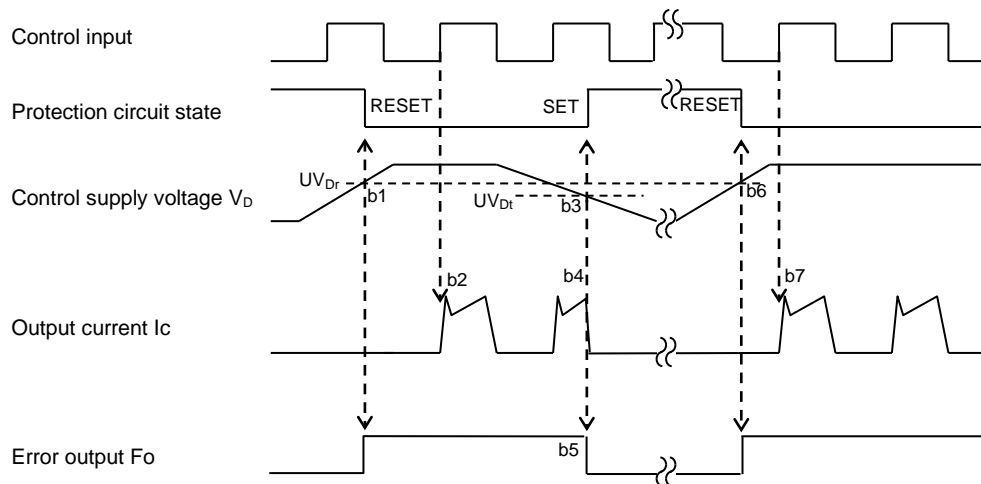 Control input
RESET
SET
RESET
Protection circuit state
UVDr
b1
UVDt
b3
b6
Control supply voltage VD
b2
b4
b7
Output current Ic
b5
Error output Fo